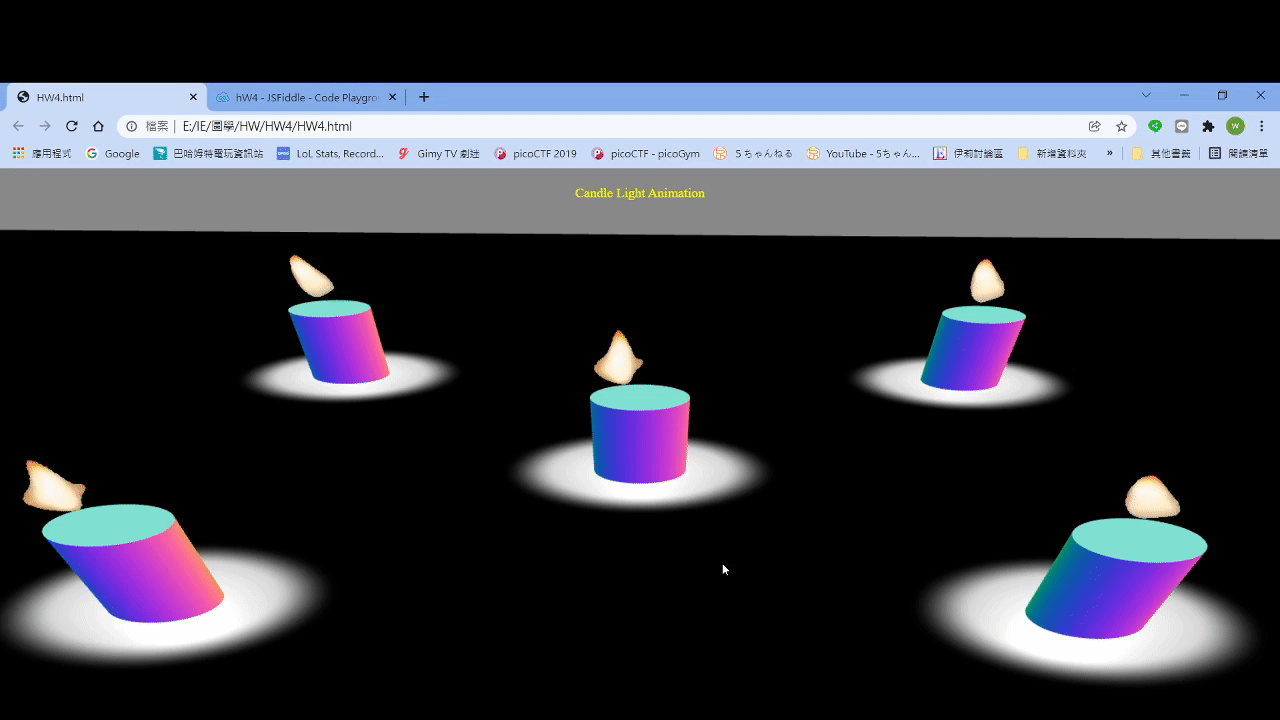 HW4.html
hW4 - JSFiddle - Code Playgro
檔案 | E:/IE/圖學/HW/HW4/HW4.html
W
應用程式 Google 巴哈姆特電玩資訊站 LoL Stats, Record... Gimy TV 劇迷 picoCTF 2019 picoCTF - picoGym 5ちゃんねる YouTube - 5ちゃん... 伊莉討論區 新增資料夾 » 其他書籤 閱讀清單
Candle Light Animation